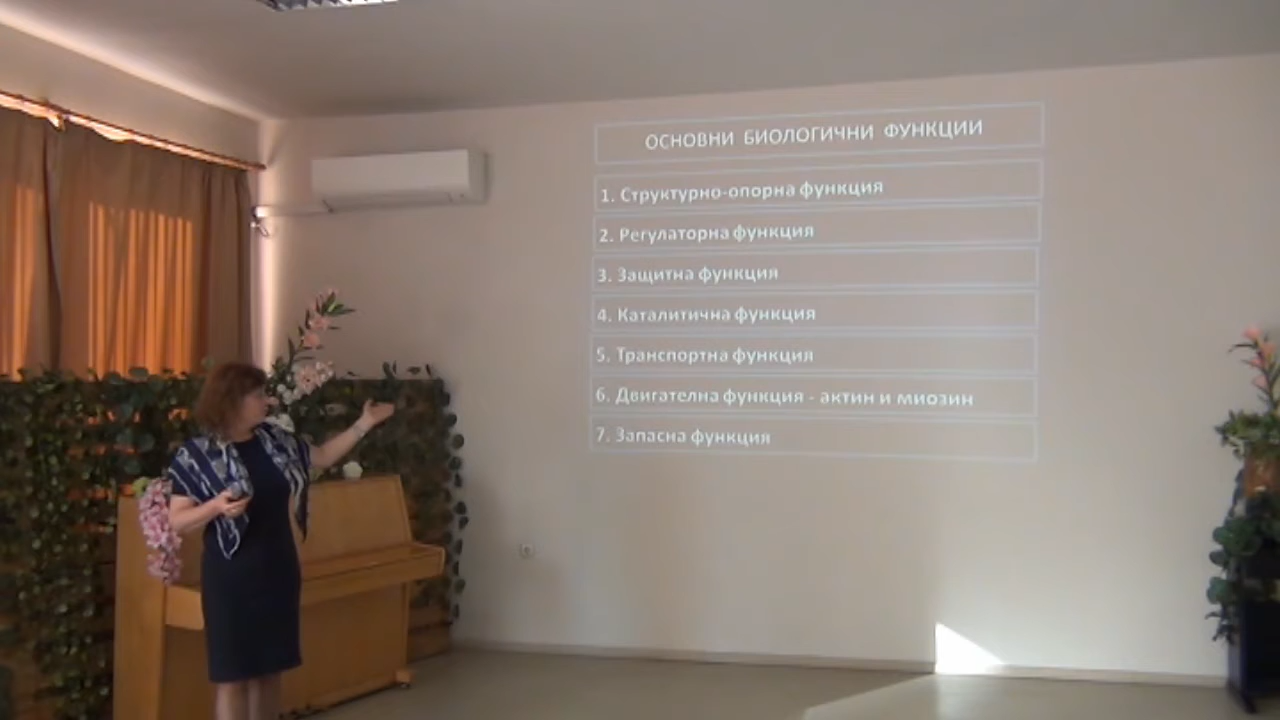 ОСНОВНИ БИОЛОГИЧНИ ФУНКЦИИ
1. Структурно-опорна функция
2. Регулаторна функция
3. Защитна функция
4. Каталитична функция
5. Транспортна функция
6. Двигателна функция - актин и миозин
7. Запасна функция